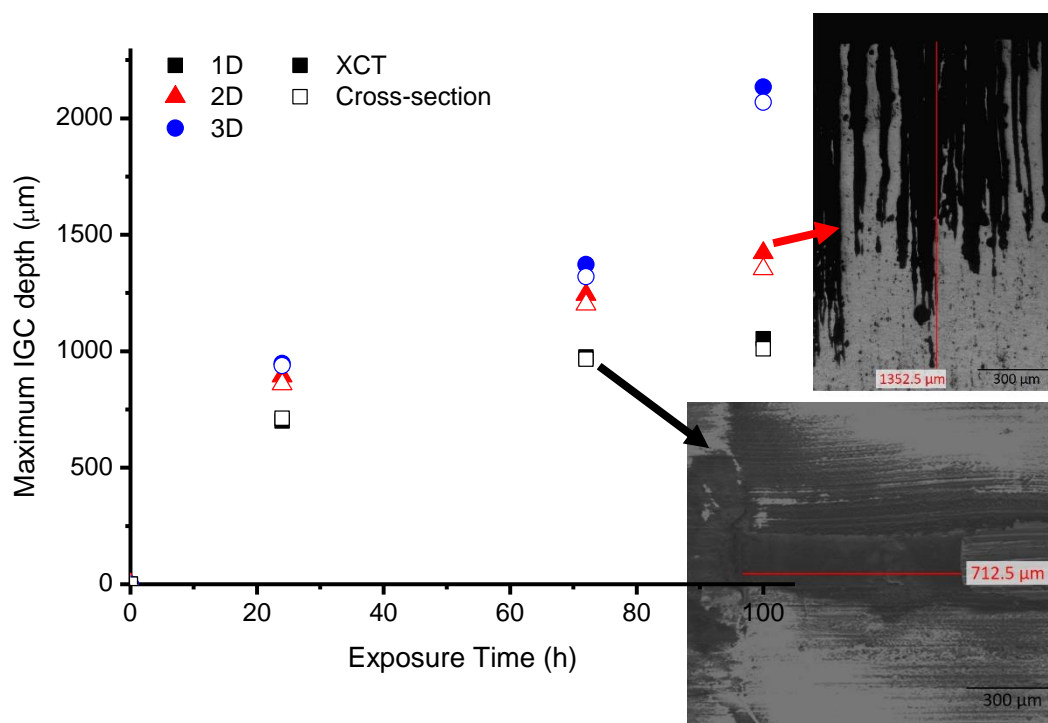 1D
XCT
2D
Cross-section
3D
2000
1500
1000
500
0
Maximum IGC depth (μm)
0
20
40
60
80
100
Exposure Time (h)
1352.5 μm
300 μm
712.5 μm
300 μm